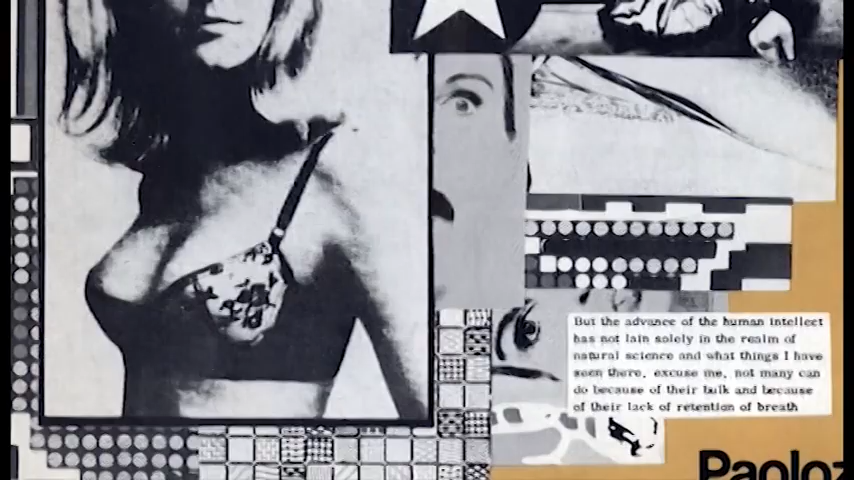 But the advance of the human intellect
has not lain solely in the realm of
natural science and what things I have
seen there, excuse me, not many can
do because of their bulk and because
of their lack of retention of breath
Paoloz